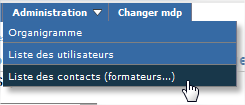 Administration Changer mdp
Organigramme
Liste des utilisateurs
Liste des contacts (formateurs...)